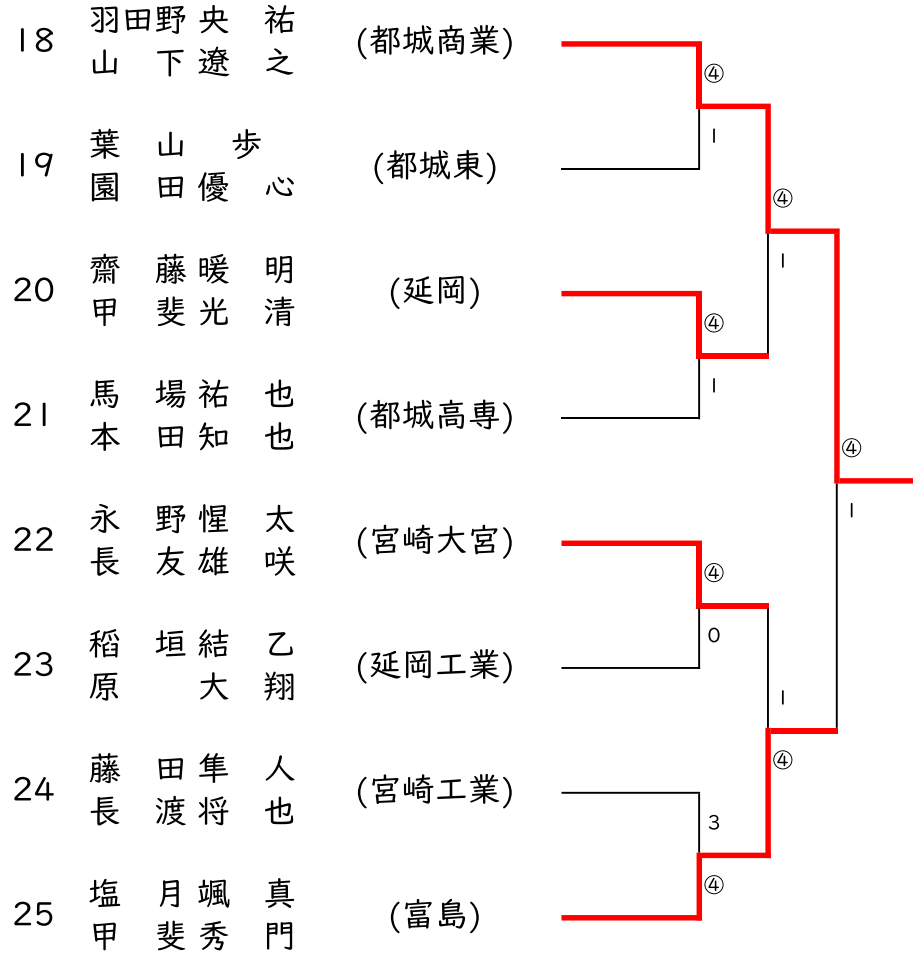 18 羽田野央祐 (都城商業)
山下遼之
④
1
19 葉山歩 (都城東)
園田優心
④
1
20 齋藤暖明 (延岡)
甲斐光清
④
1
21 馬場祐也 (都城高専)
本田知也
④
1
22 永野惺太 (宮崎大宮)
長友雄咲
④
0
23 稻垣結乙 (延岡工業)
原大翔
1
④
24 藤田隼人 (宮崎工業)
長渡将也
3
④
25 塩月颯真 (富島)
甲斐秀門